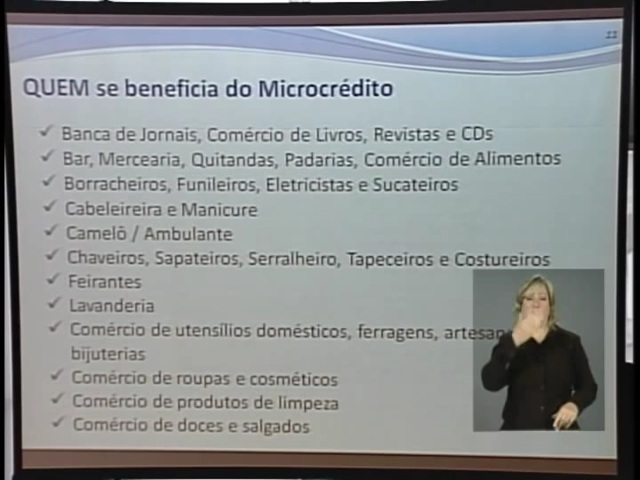 22
QUEM se beneficia do Microcrédito
✓ Banca de Jornais, Comércio de Livros, Revistas e CDs
✓ Bar, Mercearia, Quitandas, Padarias, Comércio de Alimentos
✓ Borracheiros, Funileiros, Eletricistas e Sucateiros
✓ Cabeleireira e Manicure
✓ Camelô / Ambulante
✓ Chaveiros, Sapateiros, Serralheiro, Tapeceiros e Costureiros
✓ Feirantes
✓ Lavanderia
✓ Comércio de utensílios domésticos, ferragens,
bijuterias
✓ Comércio de roupas e cosméticos
✓ Comércio de produtos de limpeza
✓ Comércio de doces e salgados